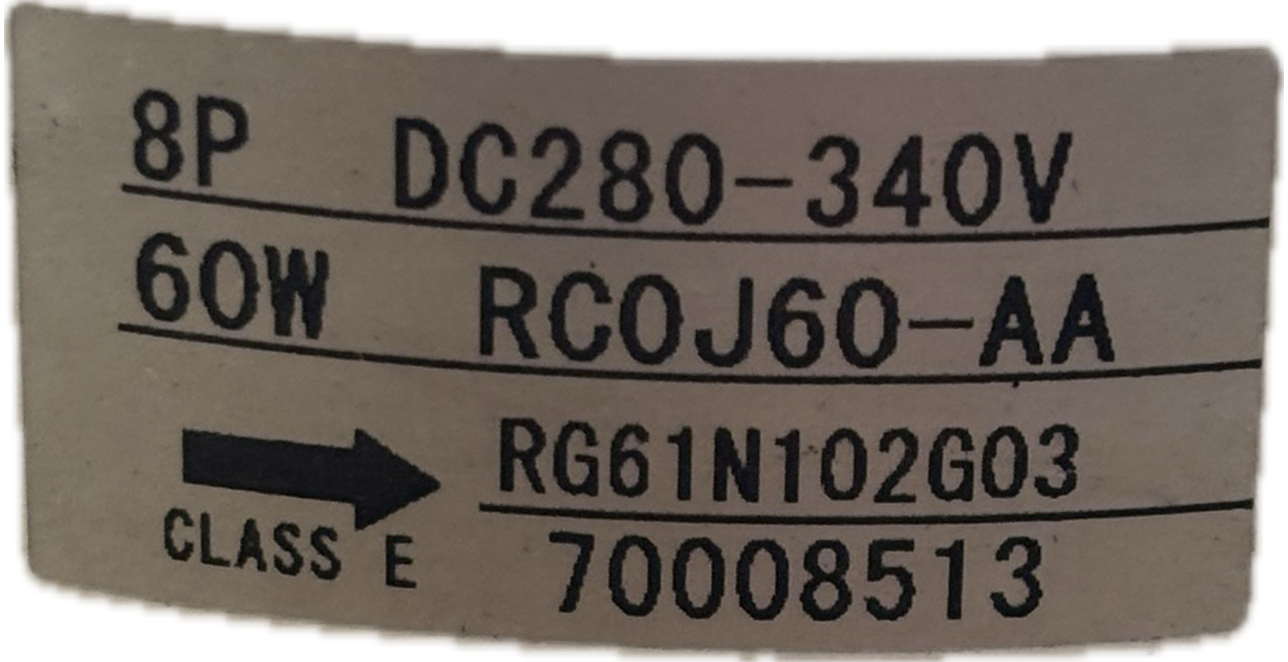 8P DC280-340V
60W RC0J60-AA
RG61N102G03
CLASS E 70008513